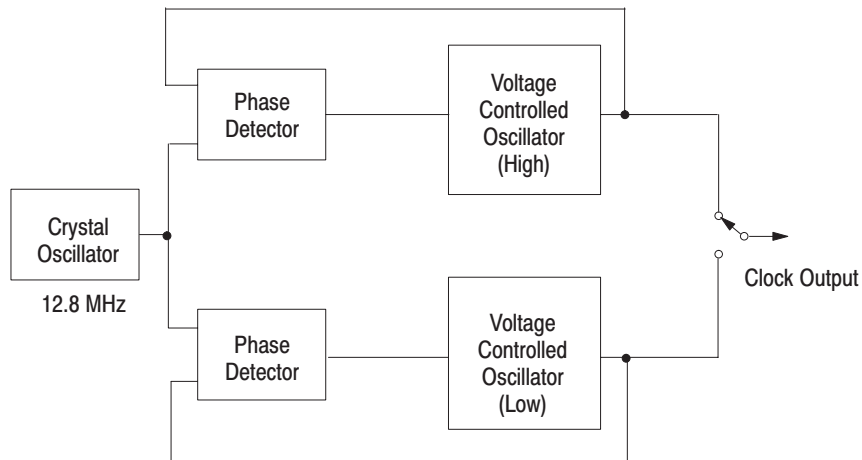 Phase
Detector
Voltage
Controlled
Oscillator
(High)
Crystal
Oscillator
12.8 MHz
Clock Output
Phase
Detector
Voltage
Controlled
Oscillator
(Low)